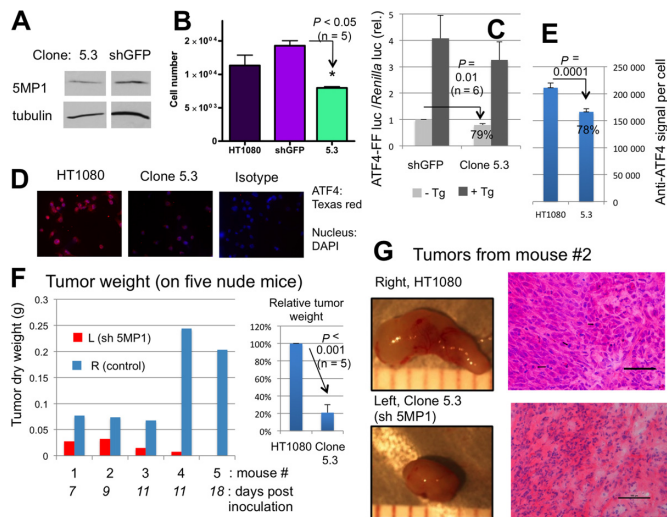 A
Clone: 5.3 shGFP
5MP1
tubulin
B
Cell number
2×10⁰⁴
1×10⁰⁴
5×10⁰³
0
P < 0.05
(n = 5)
*
HT1080 shGFP 5.3
C
ATF4-FF luc /Renilla luc (rel.)
5
4
3
2
1
0
P =
0.01
(n = 6)
79%
shGFP Clone 5.3
- Tg + Tg
E
P =
0.0001
78%
250 000
200 000
150 000
100 000
50 000
0
Anti-ATF4 signal per cell
HT1080 5.3
D
HT1080 Clone 5.3 Isotype
ATF4:
Texas red
Nucleus:
DAPI
F Tumor weight (on five nude mice)
Tumor dry weight (g)
0.3
0.25
0.2
0.15
0.1
0.05
0
L (sh 5MP1)
R (control)
1 2 3 4 5 : mouse #
7 9 11 11 18 : days post
inoculation
Relative tumor
weight
120%
100%
80%
60%
40%
20%
0%
P <
0.001
(n = 5)
HT1080 Clone
5.3
G Tumors from mouse #2
Right, HT1080
Left, Clone 5.3
(sh 5MP1)